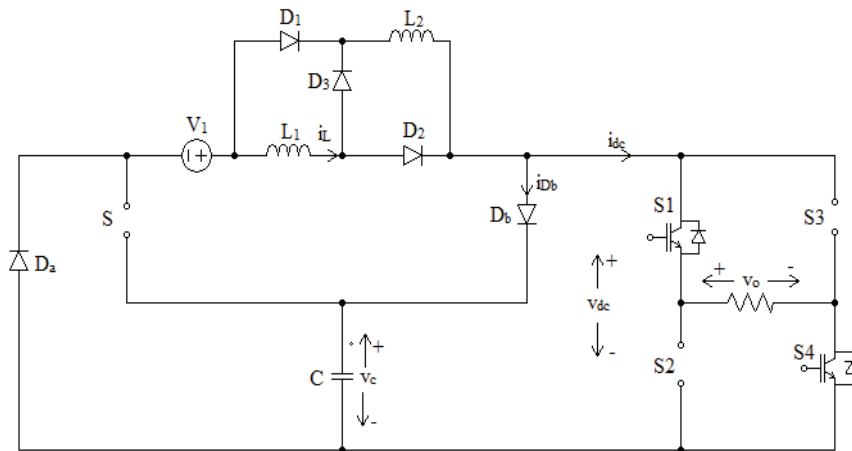 D1
L2
D3
V1
L1
iL
D2
idc
iDb
S
Db
S1
S3
Da
+
vo
-
+
vdc
-
+
C
vc
-
S2
S4